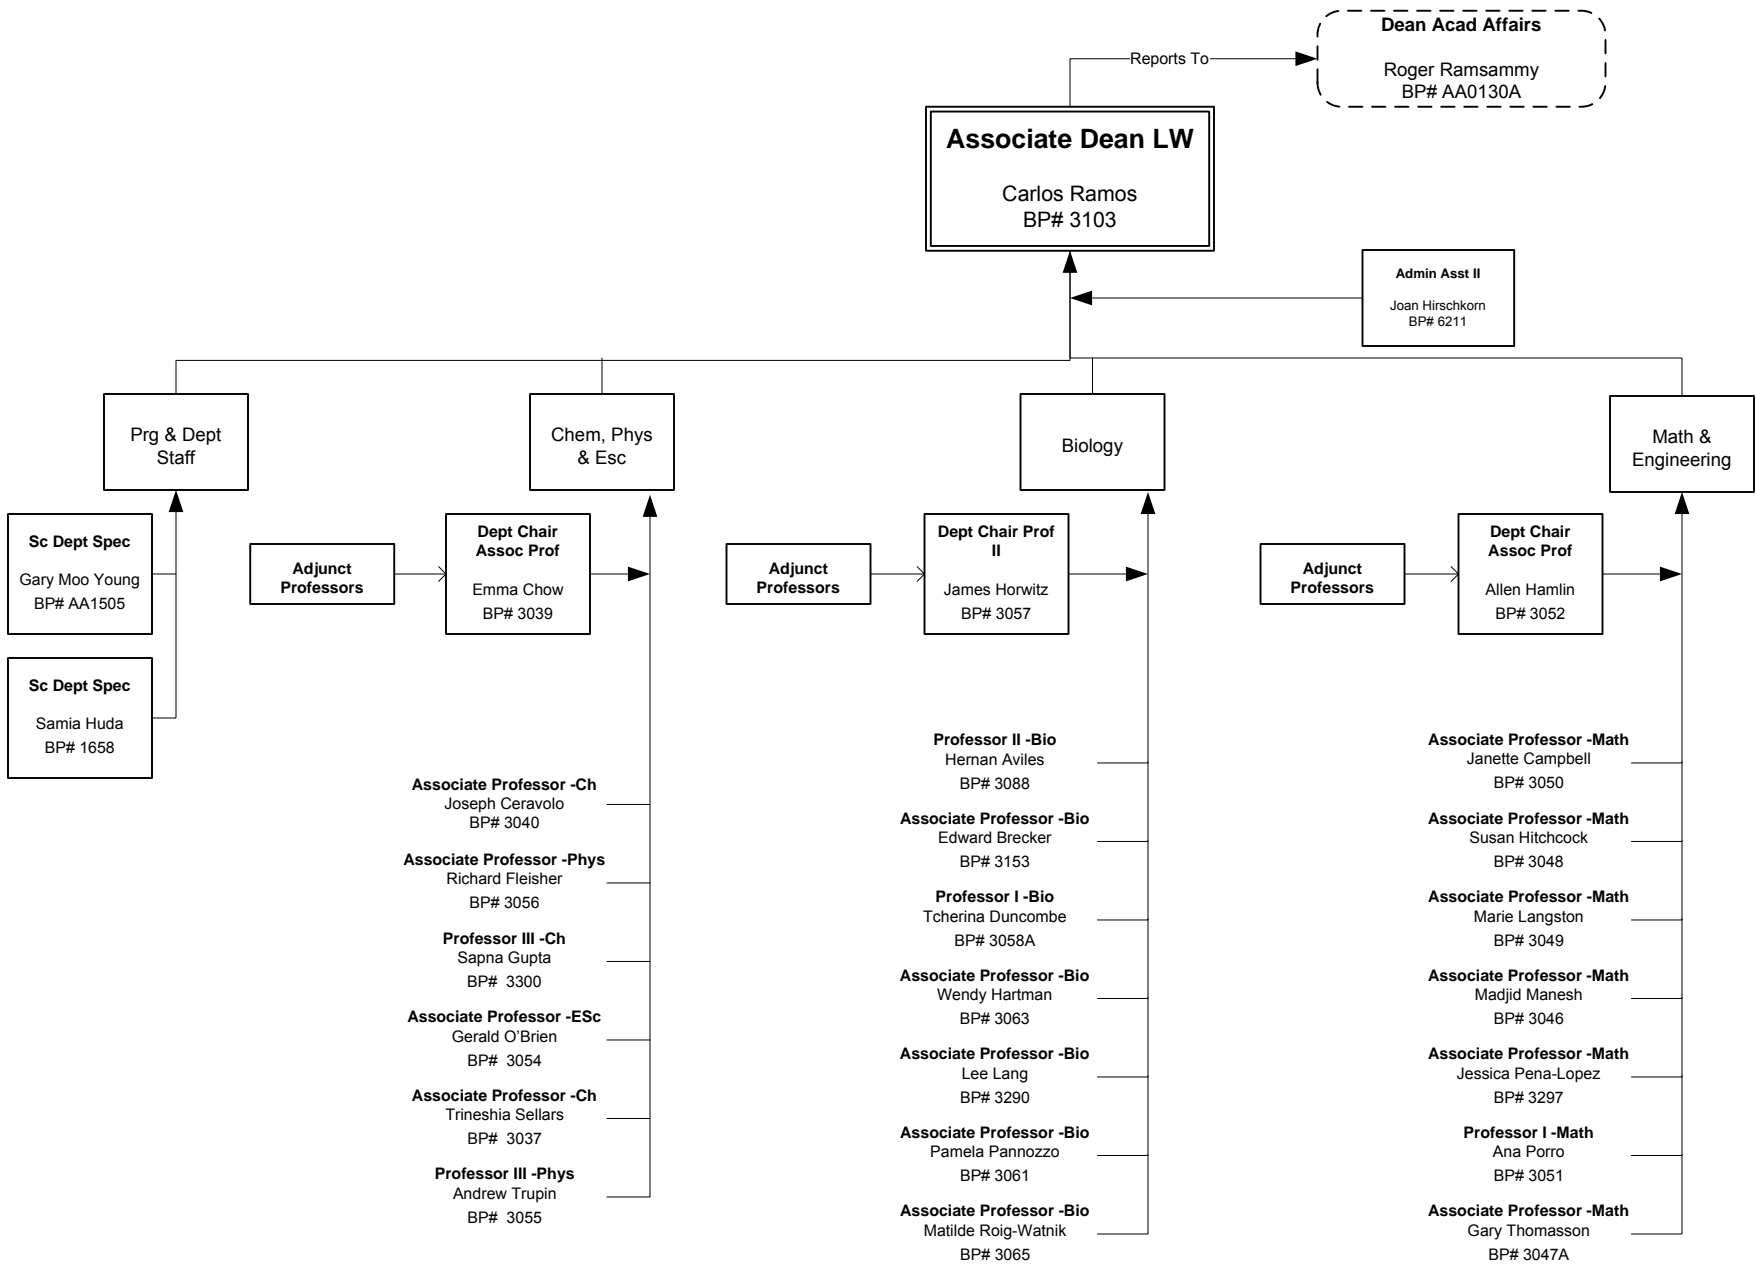 Dean Acad Affairs
Roger Ramsammy
BP# AA0130A
Reports To
Associate Dean LW
Carlos Ramos
BP# 3103
Admin Asst II
Joan Hirschkorn
BP# 6211
Prg & Dept
Staff
Chem, Phys
& Esc
Biology
Math &
Engineering
Sc Dept Spec
Gary Moo Young
BP# AA1505
Sc Dept Spec
Samia Huda
BP# 1658
Adjunct
Professors
Dept Chair
Assoc Prof
Emma Chow
BP# 3039
Associate Professor -Ch
Joseph Ceravolo
BP# 3040
Associate Professor -Phys
Richard Fleisher
BP# 3056
Professor III -Ch
Sapna Gupta
BP# 3300
Associate Professor -ESc
Gerald O'Brien
BP# 3054
Associate Professor -Ch
Trineshia Sellars
BP# 3037
Professor III -Phys
Andrew Trupin
BP# 3055
Adjunct
Professors
Dept Chair Prof
II
James Horwitz
BP# 3057
Professor II -Bio
Hernan Aviles
BP# 3088
Associate Professor -Bio
Edward Brecker
BP# 3153
Professor I -Bio
Tcherina Duncombe
BP# 3058A
Associate Professor -Bio
Wendy Hartman
BP# 3063
Associate Professor -Bio
Lee Lang
BP# 3290
Associate Professor -Bio
Pamela Pannozzo
BP# 3061
Associate Professor -Bio
Matilde Roig-Watnik
BP# 3065
Adjunct
Professors
Dept Chair
Assoc Prof
Allen Hamlin
BP# 3052
Associate Professor -Math
Janette Campbell
BP# 3050
Associate Professor -Math
Susan Hitchcock
BP# 3048
Associate Professor -Math
Marie Langston
BP# 3049
Associate Professor -Math
Madjid Manesh
BP# 3046
Associate Professor -Math
Jessica Pena-Lopez
BP# 3297
Professor I -Math
Ana Porro
BP# 3051
Associate Professor -Math
Gary Thomasson
BP# 3047A